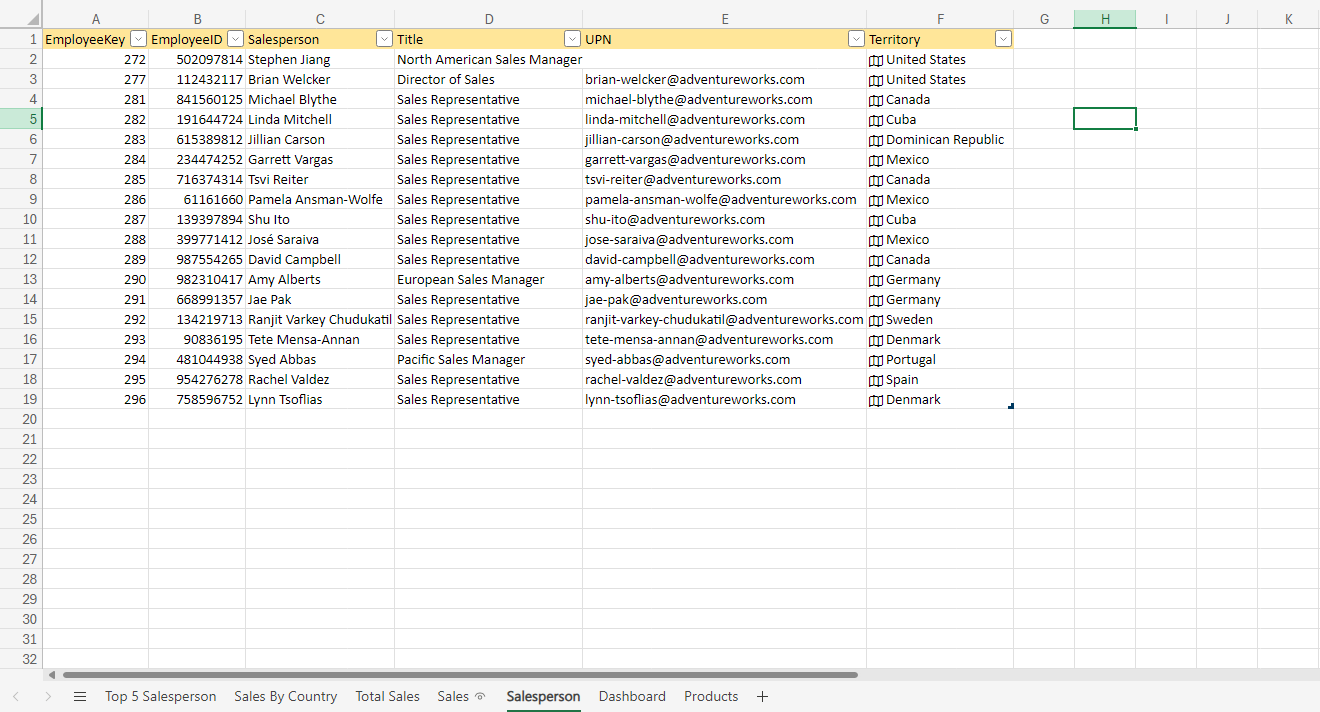 A B C D E F G H I J K
1 EmployeeKey EmployeeID Salesperson Title UPN Territory
2 272 502097814 Stephen Jiang North American Sales Manager United States
3 277 112432117 Brian Welcker Director of Sales brian-welcker@adventureworks.com United States
4 281 841560125 Michael Blythe Sales Representative michael-blythe@adventureworks.com Canada
5 282 191644724 Linda Mitchell Sales Representative linda-mitchell@adventureworks.com Cuba
6 283 615389812 Jillian Carson Sales Representative jillian-carson@adventureworks.com Dominican Republic
7 284 234474252 Garrett Vargas Sales Representative garrett-vargas@adventureworks.com Mexico
8 285 716374314 Tsvi Reiter Sales Representative tsvi-reiter@adventureworks.com Canada
9 286 61161660 Pamela Ansman-Wolfe Sales Representative pamela-ansman-wolfe@adventureworks.com Mexico
10 287 139397894 Shu Ito Sales Representative shu-ito@adventureworks.com Cuba
11 288 399771412 José Saraiva Sales Representative jose-saraiva@adventureworks.com Mexico
12 289 987554265 David Campbell Sales Representative david-campbell@adventureworks.com Canada
13 290 982310417 Amy Alberts European Sales Manager amy-alberts@adventureworks.com Germany
14 291 668991357 Jae Pak Sales Representative jae-pak@adventureworks.com Germany
15 292 134219713 Ranjit Varkey Chudukatil Sales Representative ranjit-varkey-chudukatil@adventureworks.com Sweden
16 293 90836195 Tete Mensa-Annan Sales Representative tete-mensa-annan@adventureworks.com Denmark
17 294 481044938 Syed Abbas Pacific Sales Manager syed-abbas@adventureworks.com Portugal
18 295 954276278 Rachel Valdez Sales Representative rachel-valdez@adventureworks.com Spain
19 296 758596752 Lynn Tsoflias Sales Representative lynn-tsoflias@adventureworks.com Denmark
20
21
22
23
24
25
26
27
28
29
30
31
32
Top 5 Salesperson Sales By Country Total Sales Sales Salesperson Dashboard Products